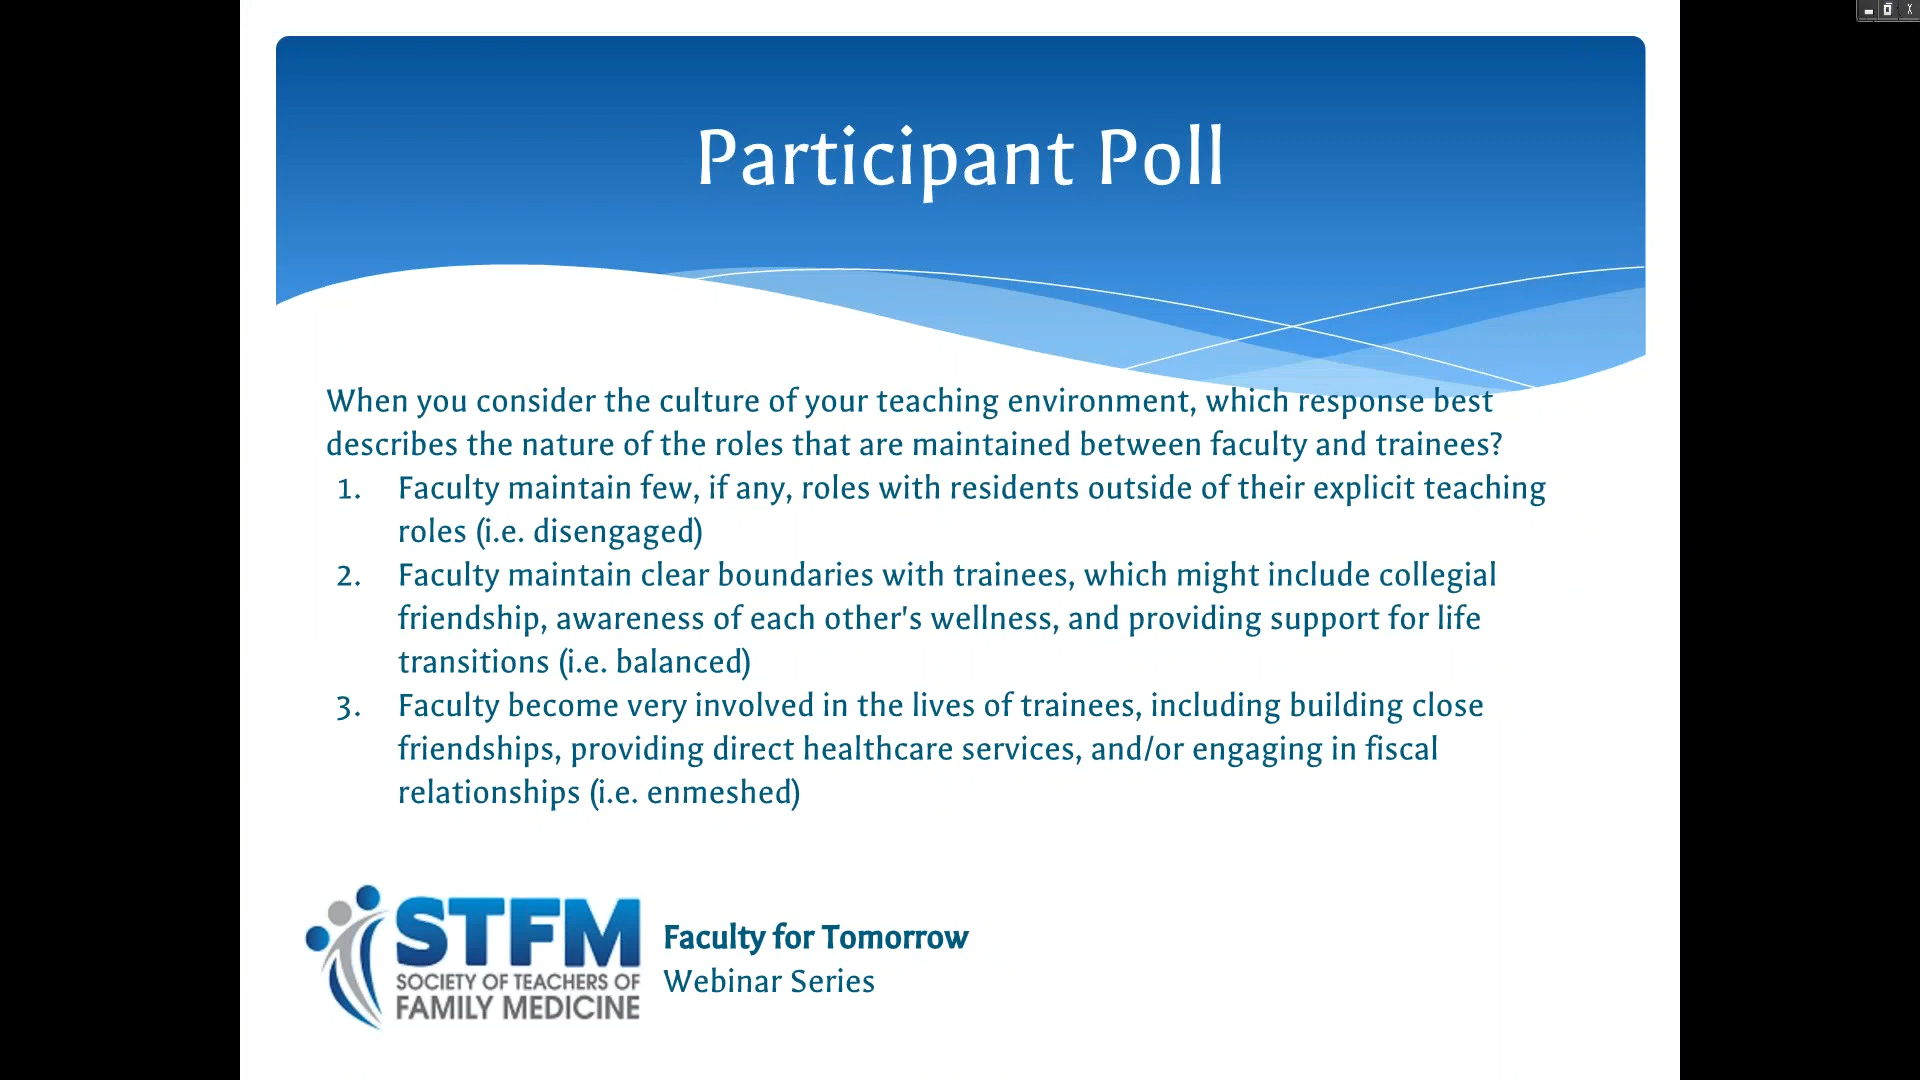 Participant Poll
When you consider the culture of your teaching environment, which response best
describes the nature of the roles that are maintained between faculty and trainees?
1. Faculty maintain few, if any, roles with residents outside of their explicit teaching
roles (i.e. disengaged)
2. Faculty maintain clear boundaries with trainees, which might include collegial
friendship, awareness of each other's wellness, and providing support for life
transitions (i.e. balanced)
3. Faculty become very involved in the lives of trainees, including building close
friendships, providing direct healthcare services, and/or engaging in fiscal
relationships (i.e. enmeshed)
STFM
SOCIETY OF TEACHERS OF
FAMILY MEDICINE
Faculty for Tomorrow
Webinar Series